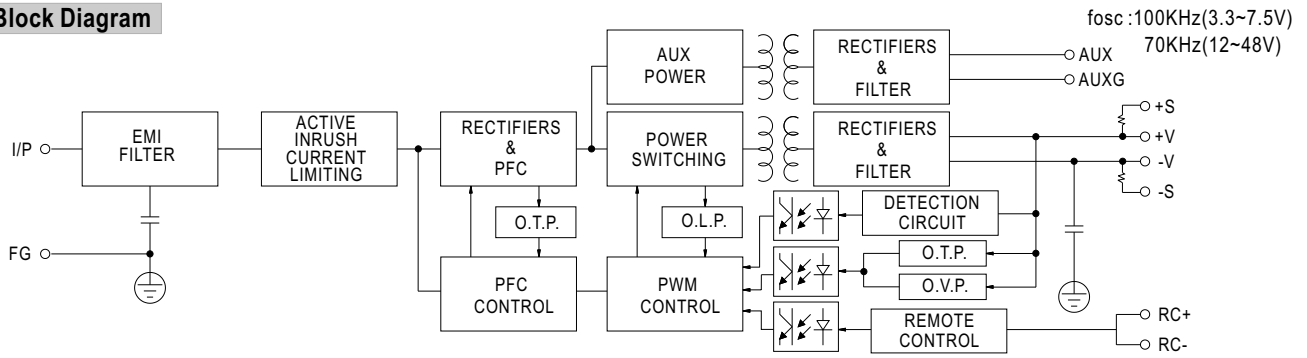 Block Diagram
fosc :100KHz(3.3~7.5V)
70KHz(12~48V)
I/P
FG
EMI
FILTER
ACTIVE
INRUSH
CURRENT
LIMITING
RECTIFIERS
&
PFC
O.T.P.
PFC
CONTROL
AUX
POWER
POWER
SWITCHING
O.L.P.
PWM
CONTROL
RECTIFIERS
&
FILTER
RECTIFIERS
&
FILTER
DETECTION
CIRCUIT
O.T.P.
O.V.P.
REMOTE
CONTROL
AUX
AUXG
+S
+V
-V
-S
RC+
RC-